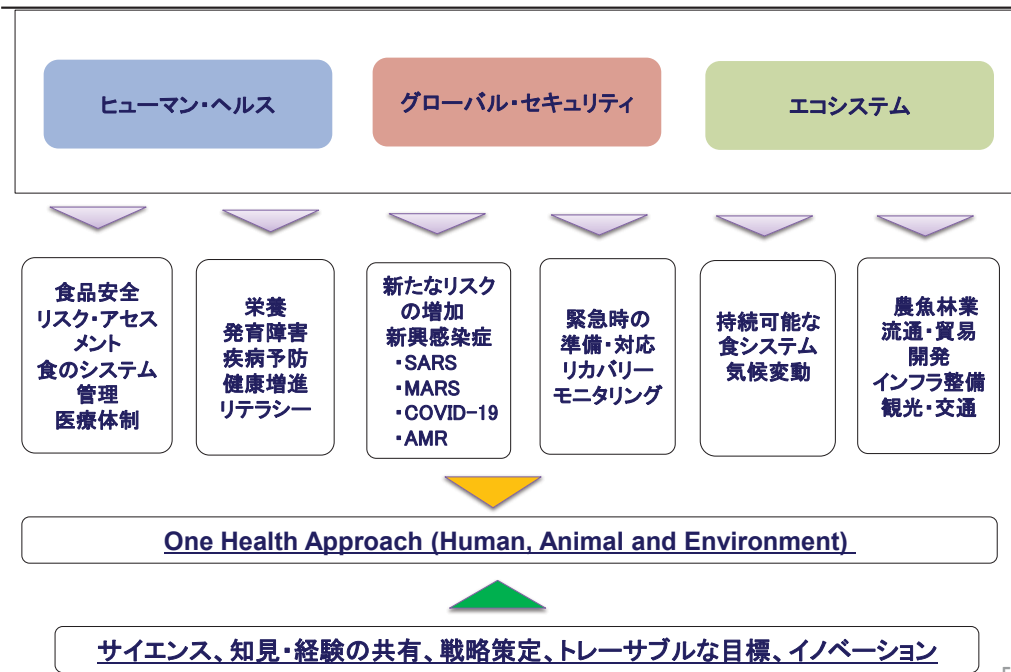 ヒューマン・ヘルス
グローバル・セキュリティ
エコシステム
食品安全
リスク・アセス
メント
食のシステム
管理
医療体制
栄養
発育障害
疾病予防
健康増進
リテラシー
新たなリスク
の増加
新興感染症
・SARS
・MARS
・COVID-19
・AMR
緊急時の
準備・対応
リカバリー
モニタリング
持続可能な
食システム
気候変動
農魚林業
流通・貿易
開発
インフラ整備
観光・交通
One Health Approach (Human, Animal and Environment)
サイエンス、知見・経験の共有、戦略策定、トレーサブルな目標、イノベーション